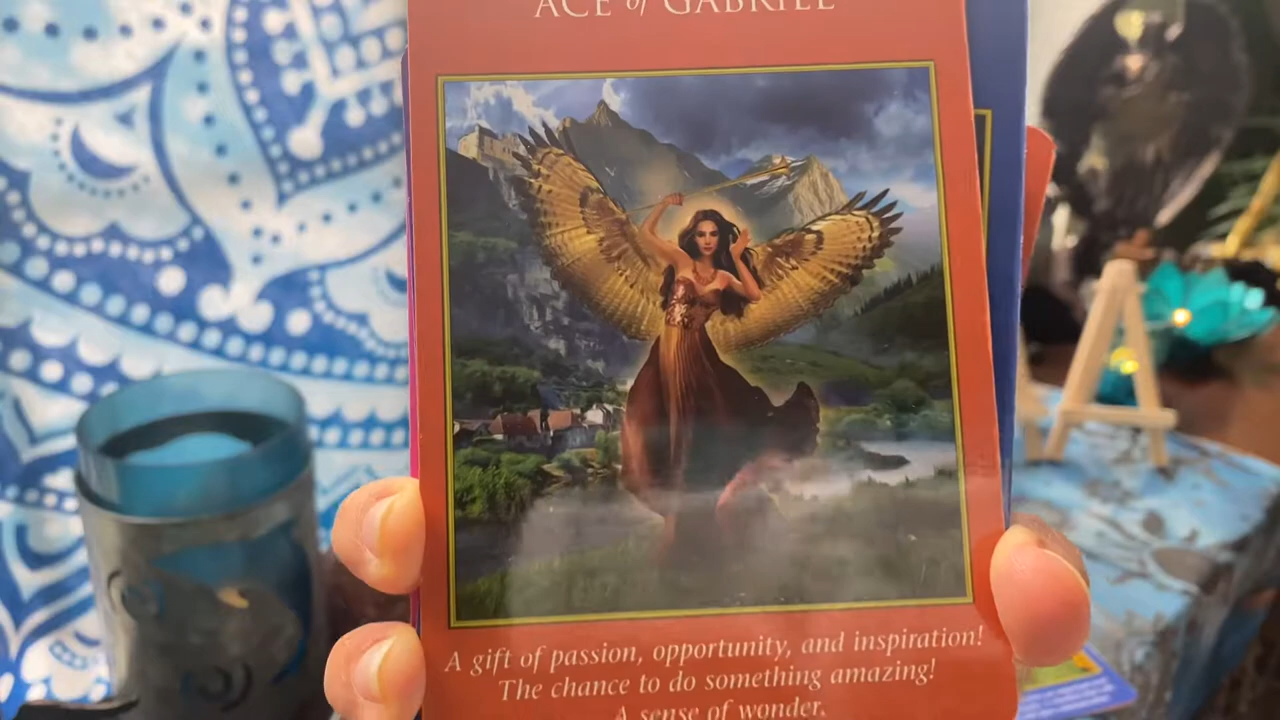 ACE of GABRIEL
A gift of passion, opportunity, and inspiration!
The chance to do something amazing!
A sense of wonder.